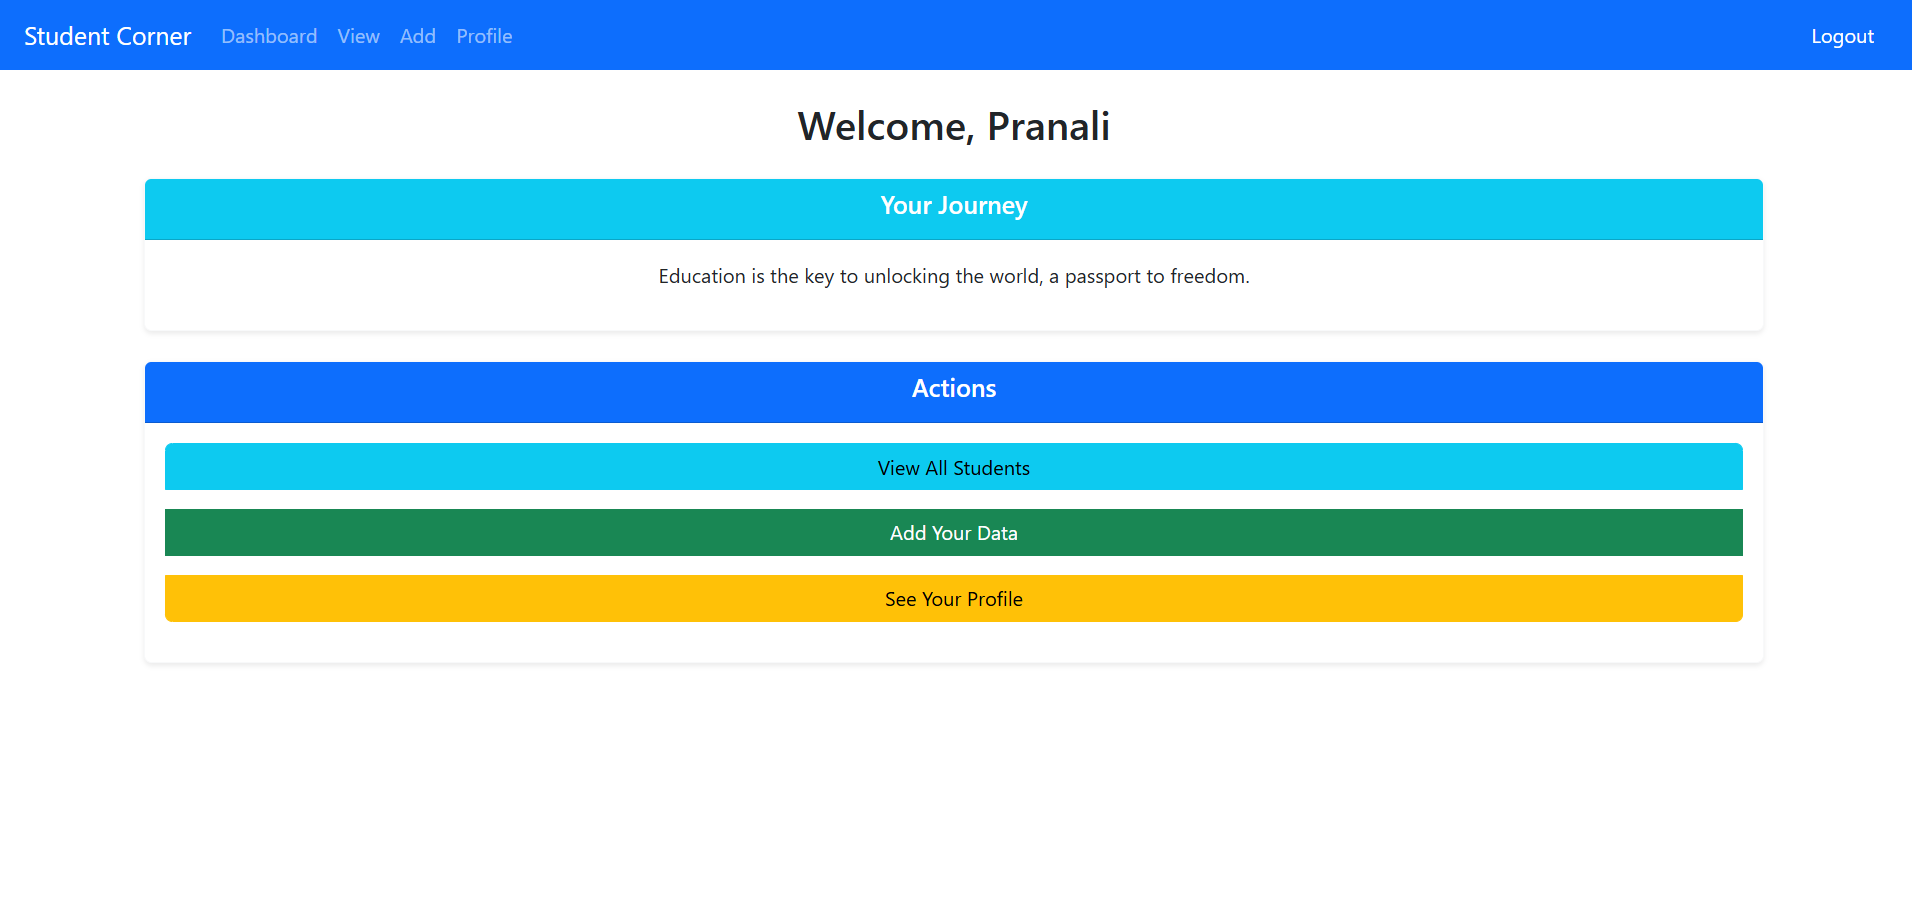 Student Corner Dashboard View Add Profile Logout
Welcome, Pranali
Your Journey
Education is the key to unlocking the world, a passport to freedom.
Actions
View All Students
Add Your Data
See Your Profile